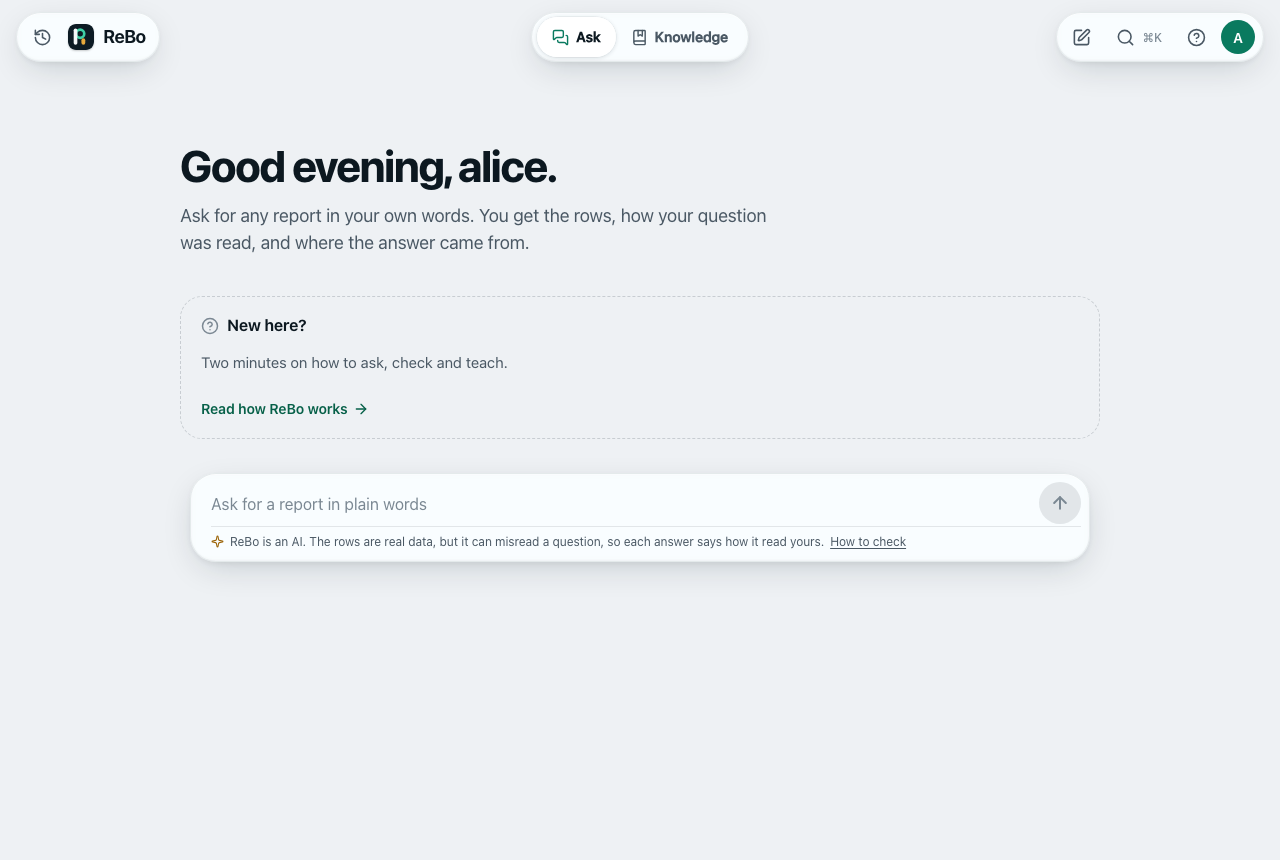 ReBo
Ask
Knowledge
⌘K
A
Good evening, alice.
Ask for any report in your own words. You get the rows, how your question
was read, and where the answer came from.
New here?
Two minutes on how to ask, check and teach.
Read how ReBo works →
Ask for a report in plain words
ReBo is an AI. The rows are real data, but it can misread a question, so each answer says how it read yours. How to check